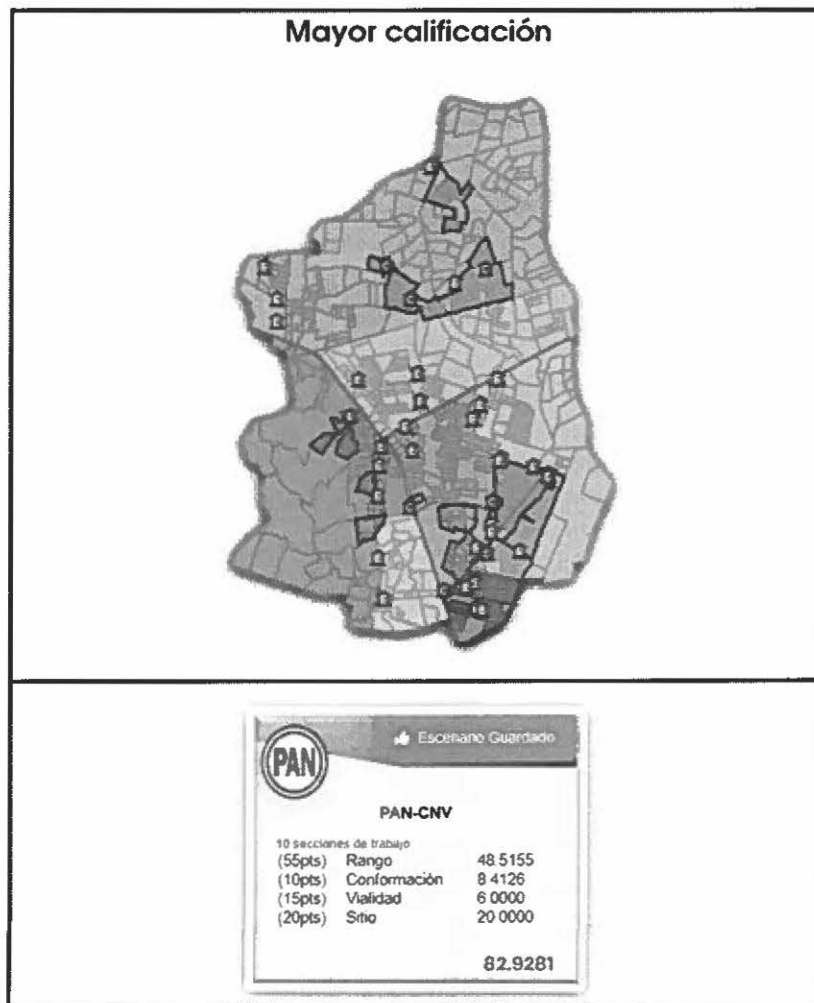 Mayor calificación
PAN
Escenario Guardado
PAN-CNV
10 secciones de trabajo
(55pts) Rango 48.5155
(10pts) Conformación 8 4126
(15pts) Vialidad 6 0000
(20pts) Sitio 20 0000
82.9281